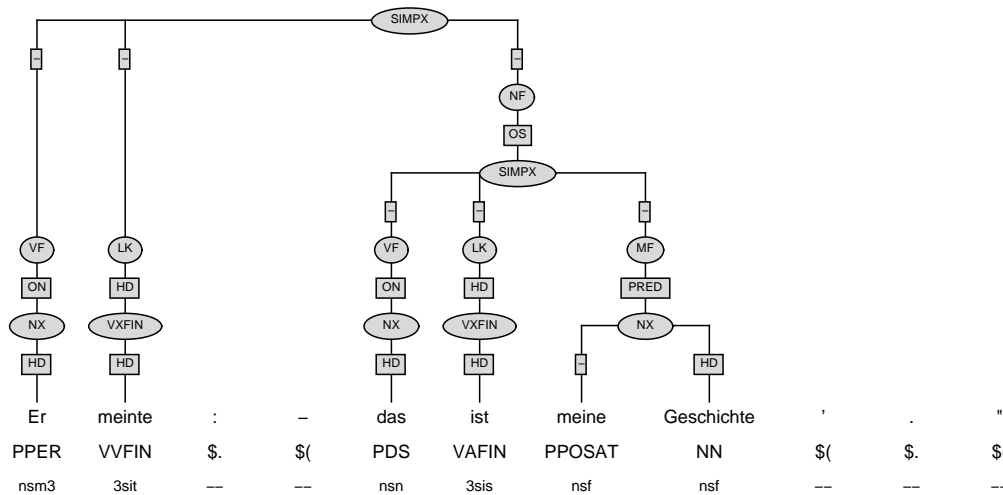 SIMPX
– – –
NF
OS
SIMPX
– – –
VF LK VF LK MF
ON HD ON HD PRED
NX VXFIN NX VXFIN NX
HD HD HD HD – HD
Er meinte : – das ist meine Geschichte ' . "
PPER VVFIN $. $( PDS VAFIN PPOSAT NN $( $. $(
nsm3 3sit −− −− nsn 3sis nsf nsf −− −− −−